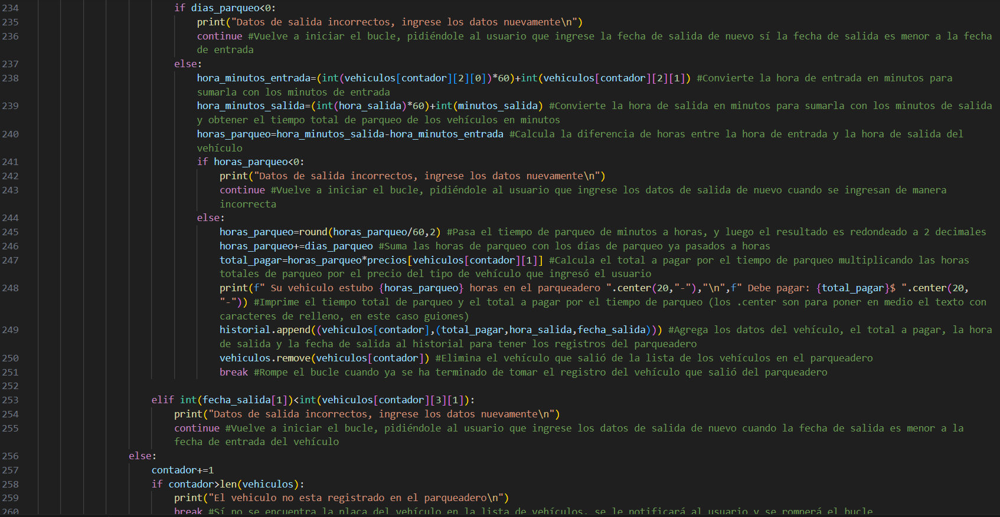 234 if dias_parqueo<0:
235 print("Datos de salida incorrectos, ingrese los datos nuevamente\n")
236 continue #Vuelve a iniciar el bucle, pidiéndole al usuario que ingrese la fecha de salida de nuevo sí la fecha de salida es menor a la fecha
de entrada
237 else:
238 hora_minutos_entrada=(int(vehiculos[contador][2][0])*60)+int(vehiculos[contador][2][1]) #Convierte la hora de entrada en minutos para
sumarla con los minutos de entrada
239 hora_minutos_salida=(int(hora_salida)*60)+int(minutos_salida) #Convierte la hora de salida en minutos para sumarla con los minutos de salida
y obtener el tiempo total de parqueo de los vehículos en minutos
240 horas_parqueo=hora_minutos_salida-hora_minutos_entrada #Calcula la diferencia de horas entre la hora de entrada y la hora de salida del
vehículo
241 if horas_parqueo<0:
242 print("Datos de salida incorrectos, ingrese los datos nuevamente\n")
243 continue #Vuelve a iniciar el bucle, pidiéndole al usuario que ingrese los datos de salida de nuevo cuando se ingresan de manera
incorrecta
244 else:
245 horas_parqueo=round(horas_parqueo/60,2) #Pasa el tiempo de parqueo de minutos a horas, y luego el resultado es redondeado a 2 decimales
246 horas_parqueo+=dias_parqueo #Suma las horas de parqueo con los días de parqueo ya pasados a horas
247 total_pagar=horas_parqueo*precios[vehiculos[contador][1]] #Calcula el total a pagar por el tiempo de parqueo multiplicando las horas
totales de parqueo por el precio del tipo de vehículo que ingresó el usuario
248 print(f" Su vehiculo estubo {horas_parqueo} horas en el parqueadero ".center(20,"-"),"\n",f" Debe pagar: {total_pagar}$ ".center(20,
"-")) #Imprime el tiempo total de parqueo y el total a pagar por el tiempo de parqueo (los .center son para poner en medio el texto con
caracteres de relleno, en este caso guiones)
249 historial.append((vehiculos[contador],(total_pagar,hora_salida,fecha_salida))) #Agrega los datos del vehículo, el total a pagar, la hora
de salida y la fecha de salida al historial para tener los registros del parqueadero
250 vehiculos.remove(vehiculos[contador]) #Elimina el vehículo que salió de la lista de los vehículos en el parqueadero
251 break #Rompe el bucle cuando ya se ha terminado de tomar el registro del vehículo que salió del parqueadero
252
253 elif int(fecha_salida[1])<int(vehiculos[contador][3][1]):
254 print("Datos de salida incorrectos, ingrese los datos nuevamente\n")
255 continue #Vuelve a iniciar el bucle, pidiéndole al usuario que ingrese los datos de salida de nuevo cuando la fecha de salida es menor a la
fecha de entrada del vehículo
256 else:
257 contador+=1
258 if contador>len(vehiculos):
259 print("El vehiculo no esta registrado en el parqueadero\n")
260 break #Sí no se encuentra la placa del vehículo en la lista de vehículos, se le notificará al usuario y se romperá el bucle